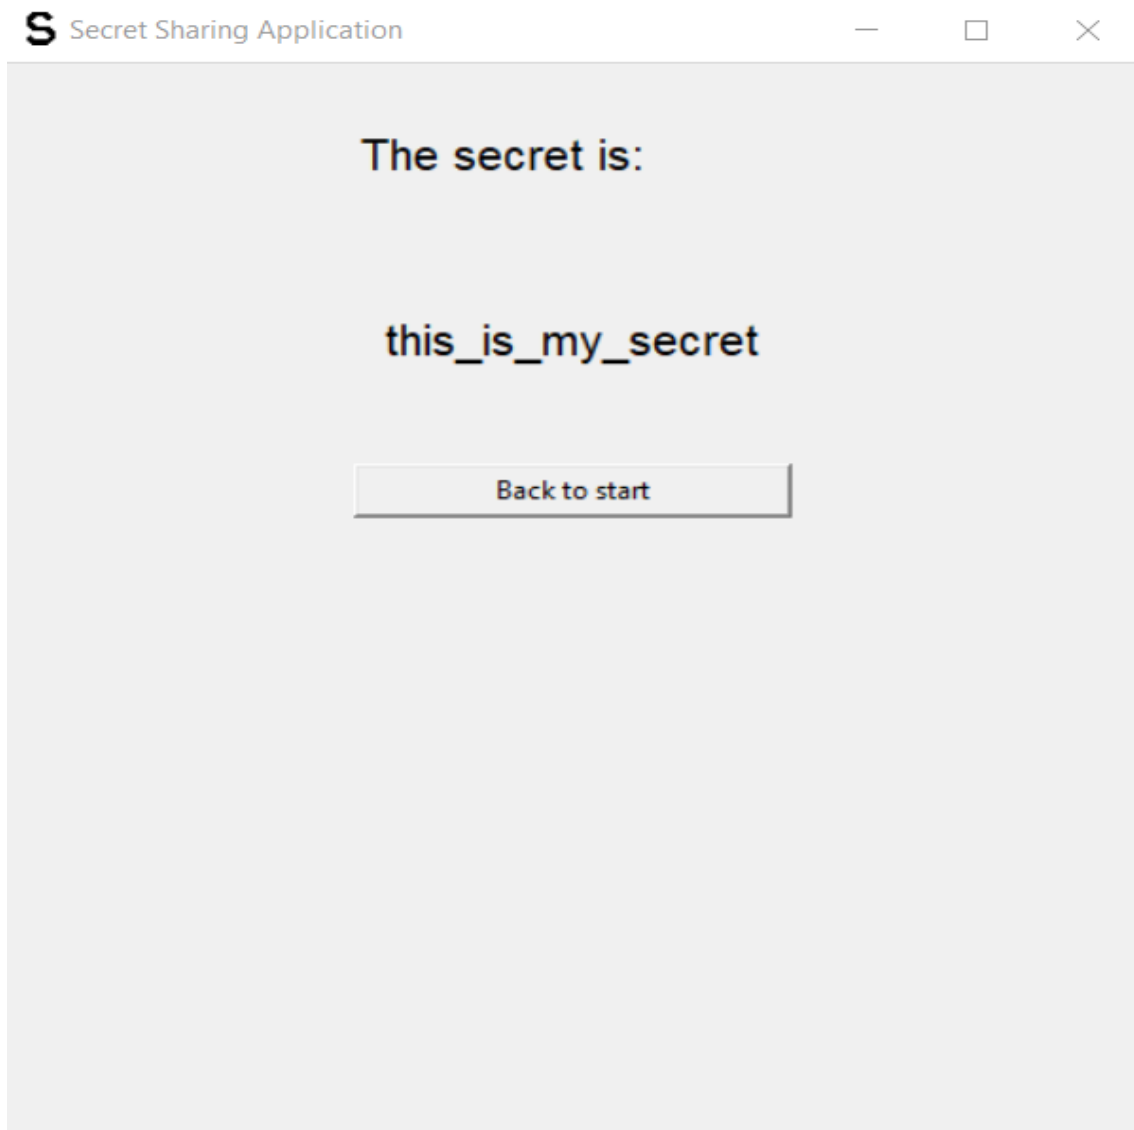 S Secret Sharing Application
The secret is:
this_is_my_secret
Back to start